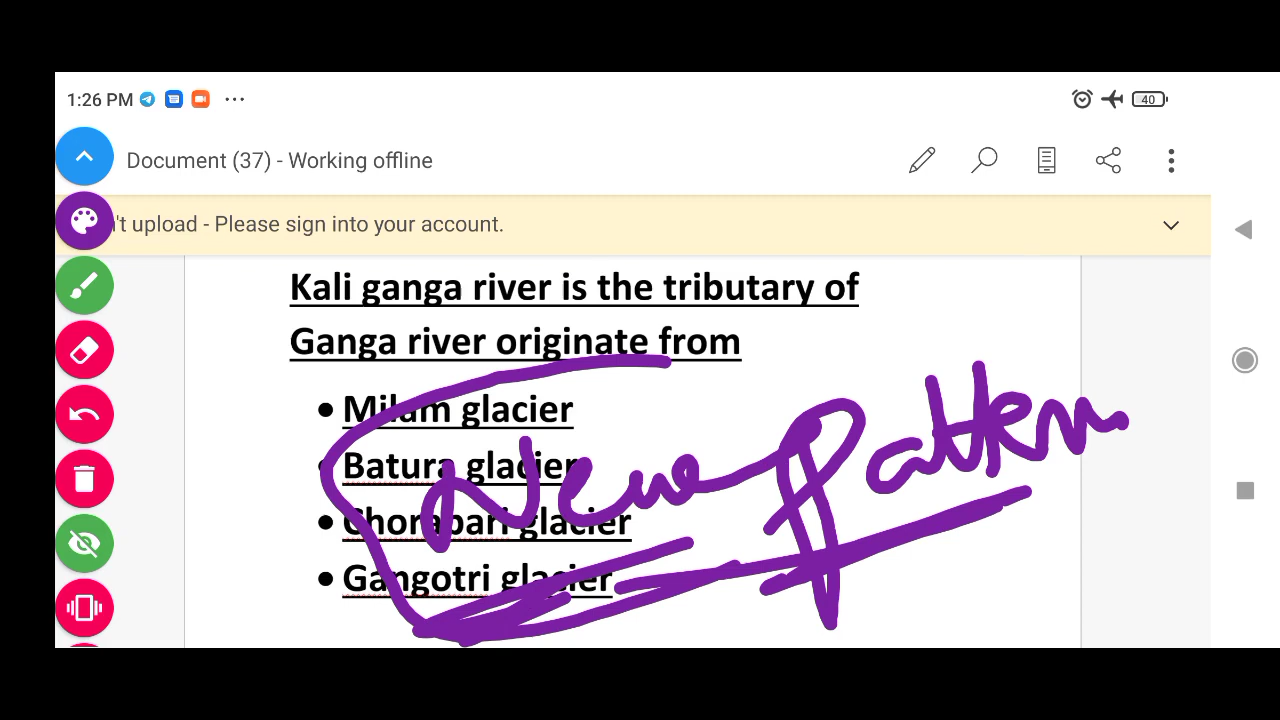 1:26 PM
40
Document (37) - Working offline
't upload - Please sign into your account.
Kali ganga river is the tributary of
Ganga river originate from
• Milam glacier
• Batura glacier
• Chorabari glacier
• Gangotri glacier
New pattern